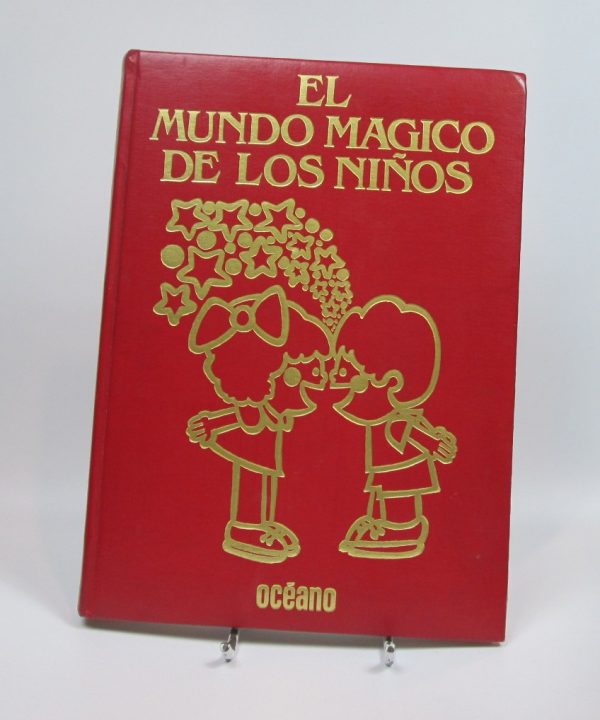 EL
MUNDO MAGICO
DE LOS NIÑOS
océano